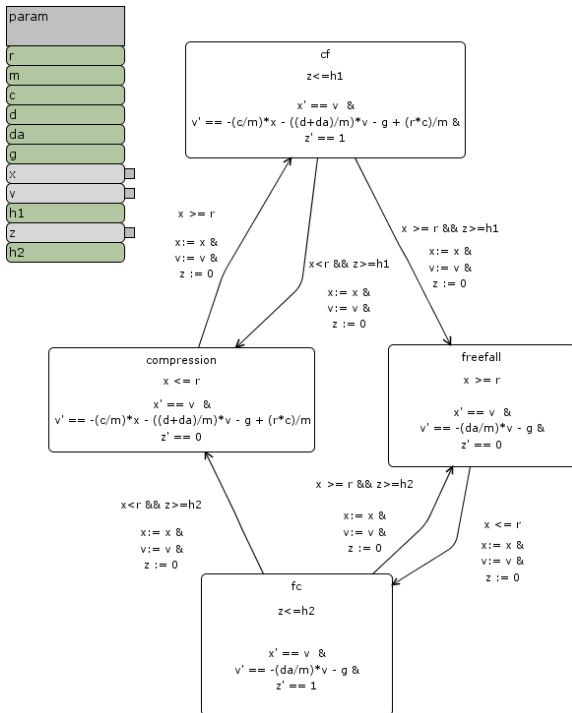 param
r
m
c
d
da
g
x
v
h1
z
h2
cf
z<=h1
x' == v &
v' == -(c/m)*x - ((d+da)/m)*v - g + (r*c)/m &
z' == 1
x >= r
x:= x &
v:= v &
z := 0
x<r && z>=h1
x:= x &
v:= v &
z := 0
x >= r && z>=h1
x:= x &
v:= v &
z := 0
compression
x <= r
x' == v &
v' == -(c/m)*x - ((d+da)/m)*v - g + (r*c)/m
z' == 0
freefall
x >= r
x' == v &
v' == -(da/m)*v - g &
z' == 0
x<r && z>=h2
x:= x &
v:= v &
z := 0
x >= r && z>=h2
x:= x &
v:= v &
z := 0
x <= r
x:= x &
v:= v &
z := 0
fc
z<=h2
x' == v &
v' == -(da/m)*v - g &
z' == 1